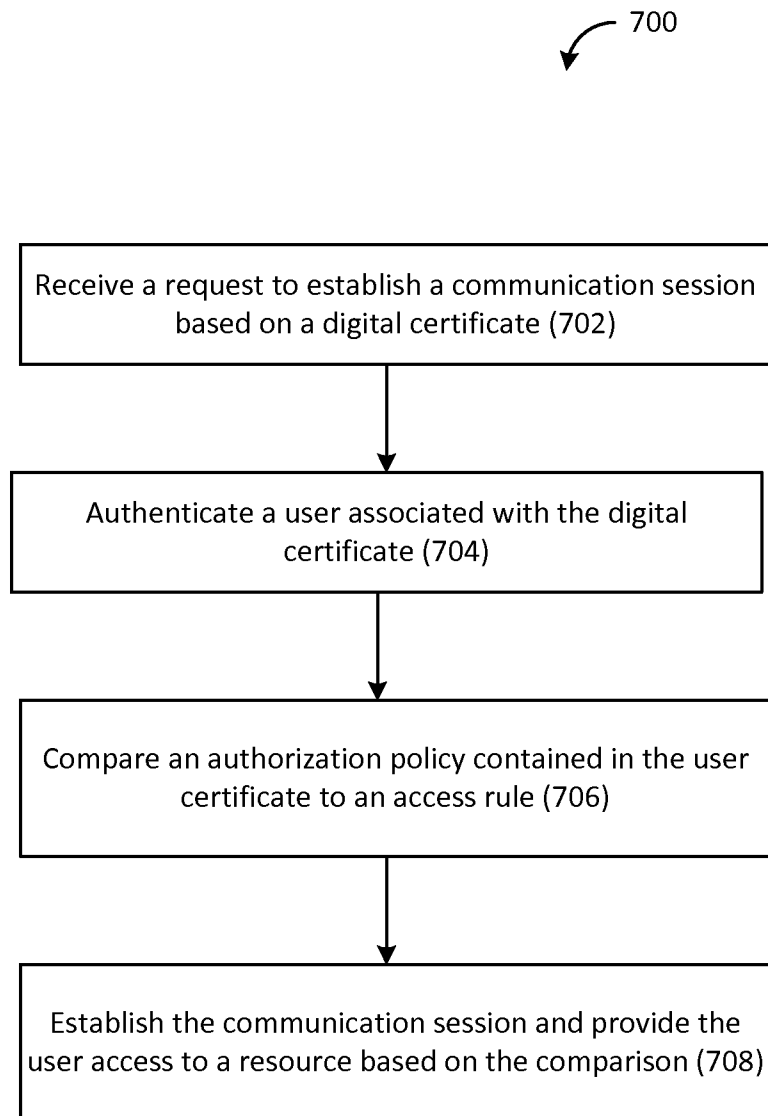 700
Receive a request to establish a communication session
based on a digital certificate (702)
Authenticate a user associated with the digital
certificate (704)
Compare an authorization policy contained in the user
certificate to an access rule (706)
Establish the communication session and provide the
user access to a resource based on the comparison (708)